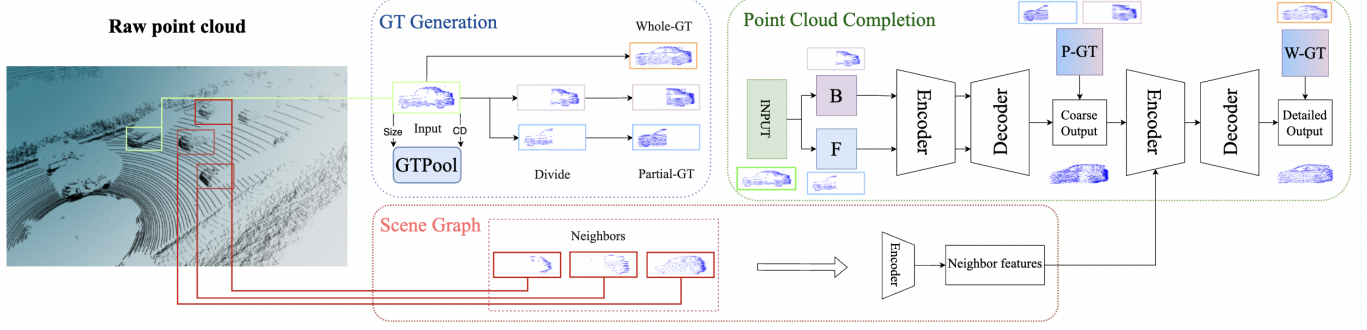 Raw point cloud
GT Generation
Whole-GT
Size
Input
CD
GTPool
Divide
Partial-GT
Point Cloud Completion
INPUT
B
F
Encoder
Decoder
P-GT
Coarse
Output
Encoder
Decoder
W-GT
Detailed
Output
Scene Graph
Neighbors
Encoder
Neighbor features